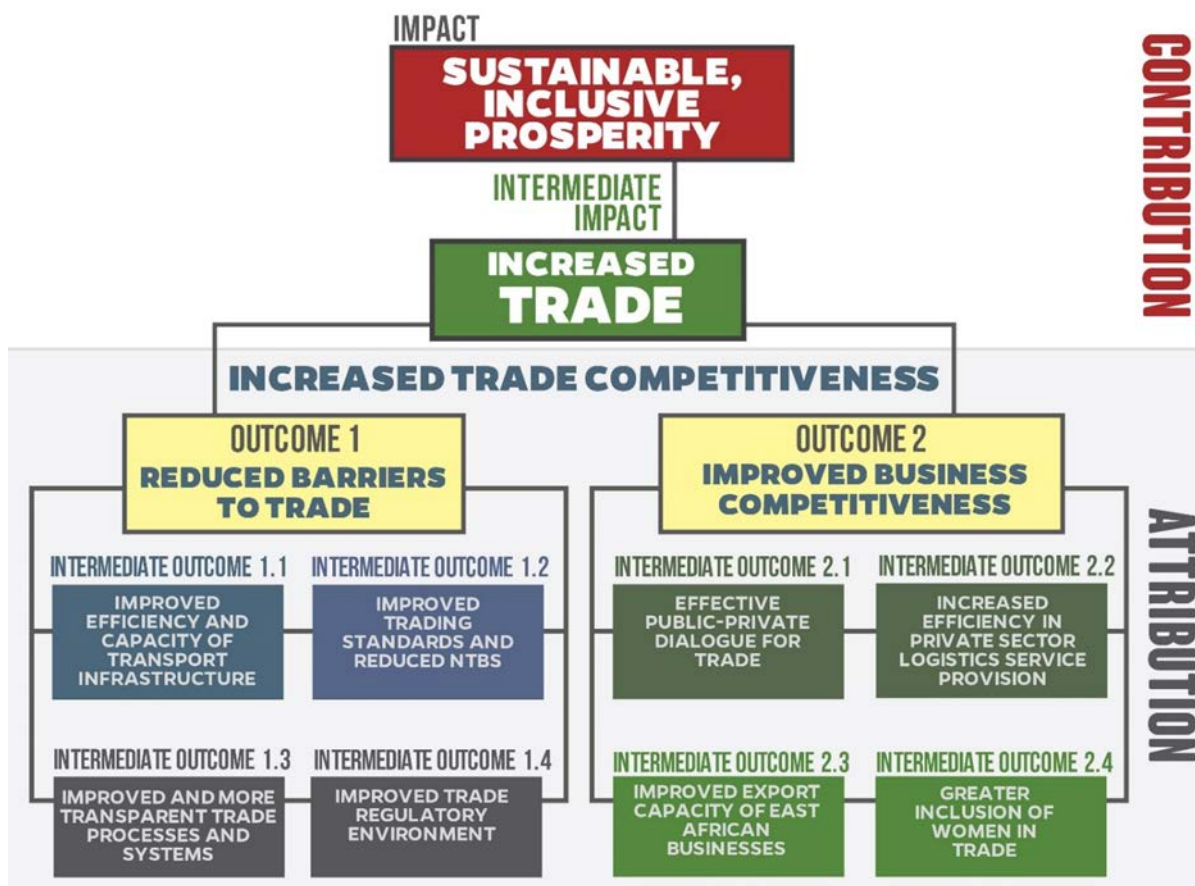 IMPACT
SUSTAINABLE,
INCLUSIVE
PROSPERITY
INTERMEDIATE
IMPACT
INCREASED
TRADE
CONTRIBUTION
INCREASED TRADE COMPETITIVENESS
OUTCOME 1
REDUCED BARRIERS
TO TRADE
OUTCOME 2
IMPROVED BUSINESS
COMPETITIVENESS
INTERMEDIATE OUTCOME 1.1
IMPROVED
EFFICIENCY AND
CAPACITY OF
TRANSPORT
INFRASTRUCTURE
INTERMEDIATE OUTCOME 1.2
IMPROVED
TRADING
STANDARDS AND
REDUCED NTBS
INTERMEDIATE OUTCOME 2.1
EFFECTIVE
PUBLIC-PRIVATE
DIALOGUE FOR
TRADE
INTERMEDIATE OUTCOME 2.2
INCREASED
EFFICIENCY IN
PRIVATE SECTOR
LOGISTICS SERVICE
PROVISION
INTERMEDIATE OUTCOME 1.3
IMPROVED AND MORE
TRANSPARENT TRADE
PROCESSES AND
SYSTEMS
INTERMEDIATE OUTCOME 1.4
IMPROVED TRADE
REGULATORY
ENVIRONMENT
INTERMEDIATE OUTCOME 2.3
IMPROVED EXPORT
CAPACITY OF EAST
AFRICAN
BUSINESSES
INTERMEDIATE OUTCOME 2.4
GREATER
INCLUSION OF
WOMEN IN
TRADE
ATTRIBUTION